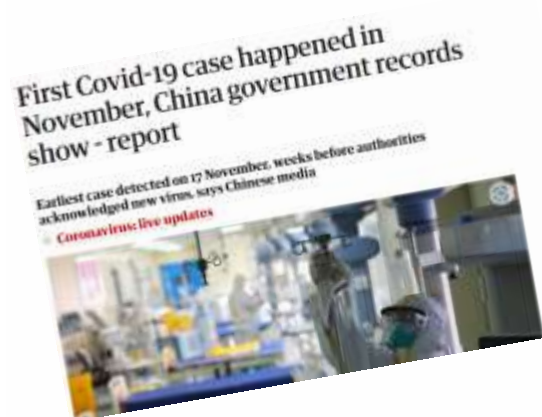 First Covid-19 case happened in
November, China government records
show - report
Earliest case detected on 17 November, weeks before authorities
acknowledged new virus, says Chinese media
Coronavirus: live updates